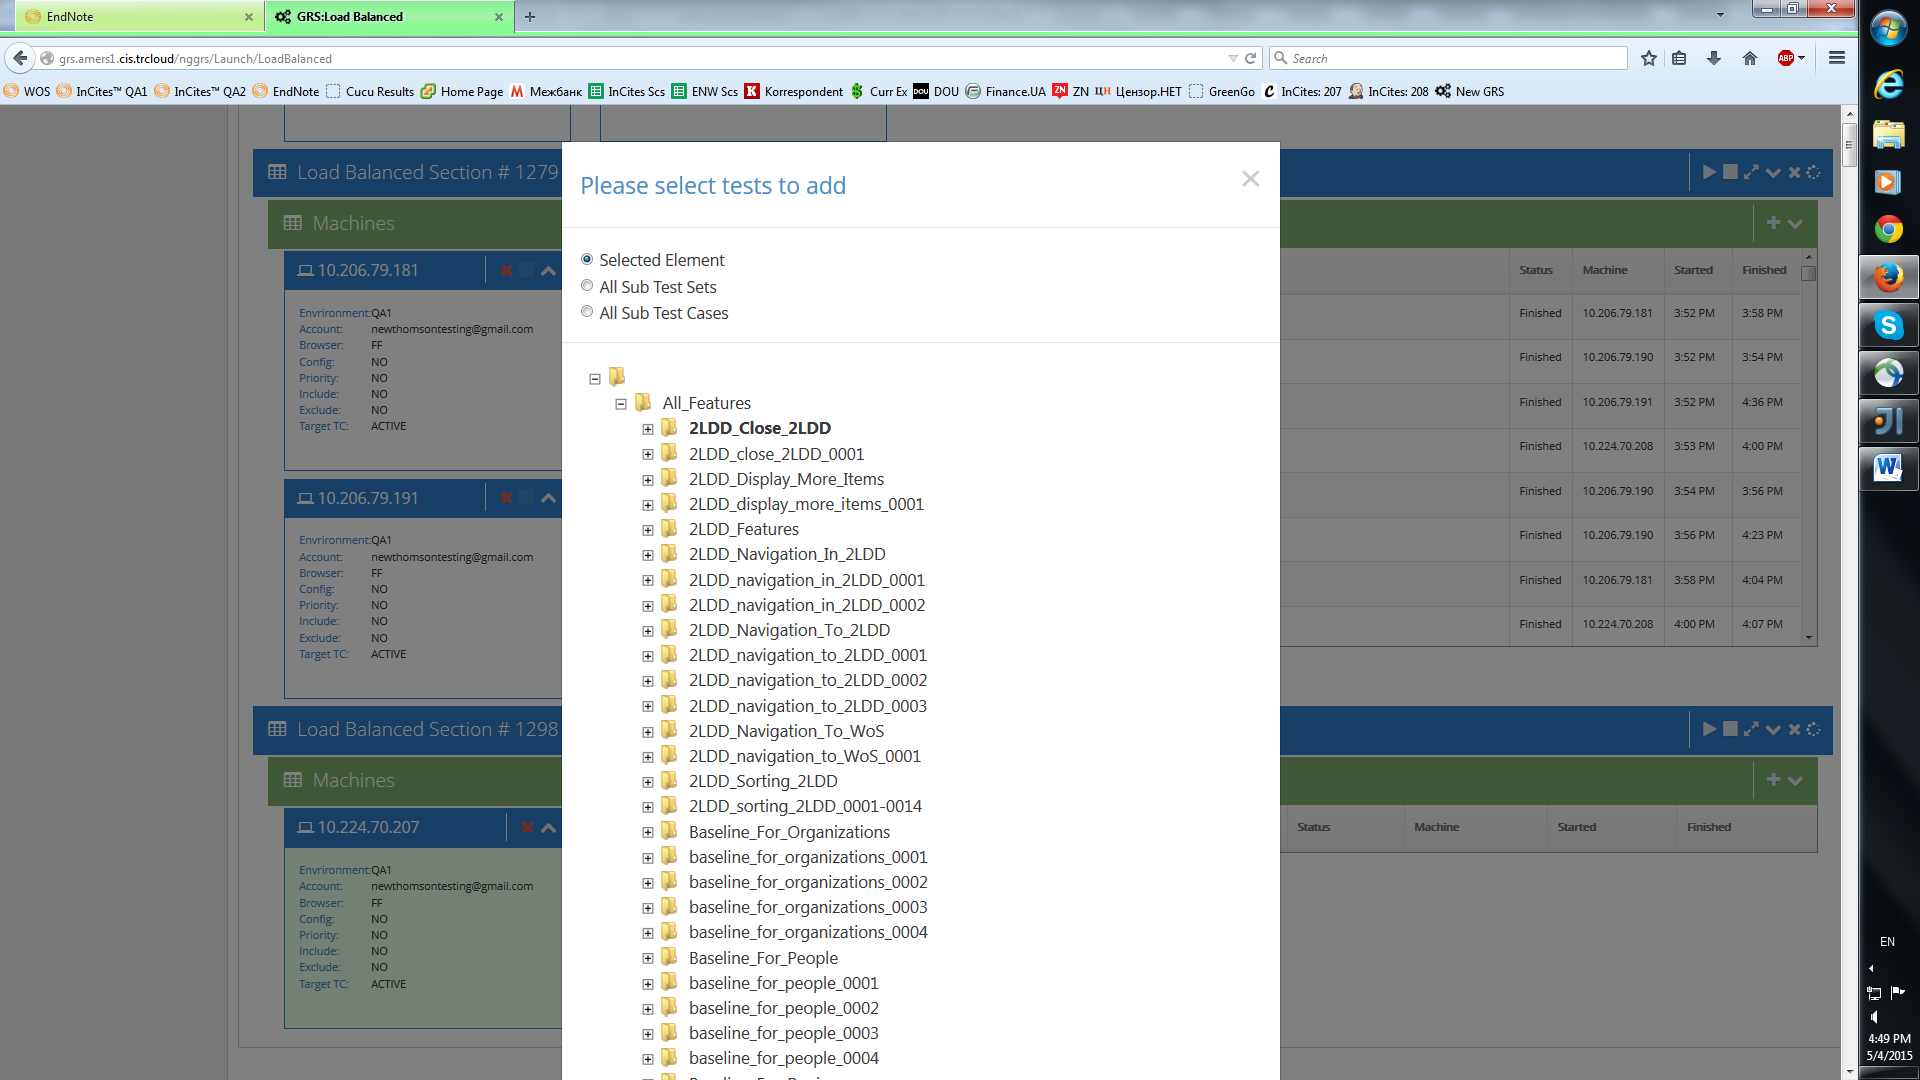 EndNote
GRS:Load Balanced
grs.amers1.cis.trcloud/nggrs/Launch/LoadBalanced
Search
ABP
WOS InCites™ QA1 InCites™ QA2 EndNote Cucu Results Home Page Межбанк InCites Scs ENW Scs Korrespondent Curr Ex DOU Finance.UA ZN Цензор.НЕТ GreenGo InCites: 207 InCites: 208 New GRS
Load Balanced Section # 1279
Machines
10.206.79.181
Envrironment:QA1
Account: newthomsontesting@gmail.com
Browser: FF
Config: NO
Priority: NO
Include: NO
Exclude: NO
Target TC: ACTIVE
10.206.79.191
Envrironment:QA1
Account: newthomsontesting@gmail.com
Browser: FF
Config: NO
Priority: NO
Include: NO
Exclude: NO
Target TC: ACTIVE
Load Balanced Section # 1298
Machines
10.224.70.207
Envrironment:QA1
Account: newthomsontesting@gmail.com
Browser: FF
Config: NO
Priority: NO
Include: NO
Exclude: NO
Target TC: ACTIVE
Please select tests to add
Selected Element
All Sub Test Sets
All Sub Test Cases
All_Features
2LDD_Close_2LDD
2LDD_close_2LDD_0001
2LDD_Display_More_Items
2LDD_display_more_items_0001
2LDD_Features
2LDD_Navigation_In_2LDD
2LDD_navigation_in_2LDD_0001
2LDD_navigation_in_2LDD_0002
2LDD_Navigation_To_2LDD
2LDD_navigation_to_2LDD_0001
2LDD_navigation_to_2LDD_0002
2LDD_navigation_to_2LDD_0003
2LDD_Navigation_To_WoS
2LDD_navigation_to_WoS_0001
2LDD_Sorting_2LDD
2LDD_sorting_2LDD_0001-0014
Baseline_For_Organizations
baseline_for_organizations_0001
baseline_for_organizations_0002
baseline_for_organizations_0003
baseline_for_organizations_0004
Baseline_For_People
baseline_for_people_0001
baseline_for_people_0002
baseline_for_people_0003
baseline_for_people_0004
Status Machine Started Finished
Finished 10.206.79.181 3:52 PM 3:58 PM
Finished 10.206.79.190 3:52 PM 3:54 PM
Finished 10.206.79.191 3:52 PM 4:36 PM
Finished 10.224.70.208 3:53 PM 4:00 PM
Finished 10.206.79.190 3:54 PM 3:56 PM
Finished 10.206.79.190 3:56 PM 4:23 PM
Finished 10.206.79.181 3:58 PM 4:04 PM
Finished 10.224.70.208 4:00 PM 4:07 PM
Status Machine Started Finished
EN
4:49 PM
5/4/2015